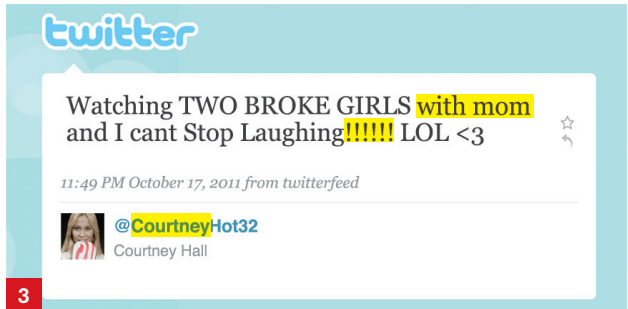 twitter
Watching TWO BROKE GIRLS with mom
and I cant Stop Laughing!!!!!! LOL <3
11:49 PM October 17, 2011 from twitterfeed
@CourtneyHot32
Courtney Hall
3